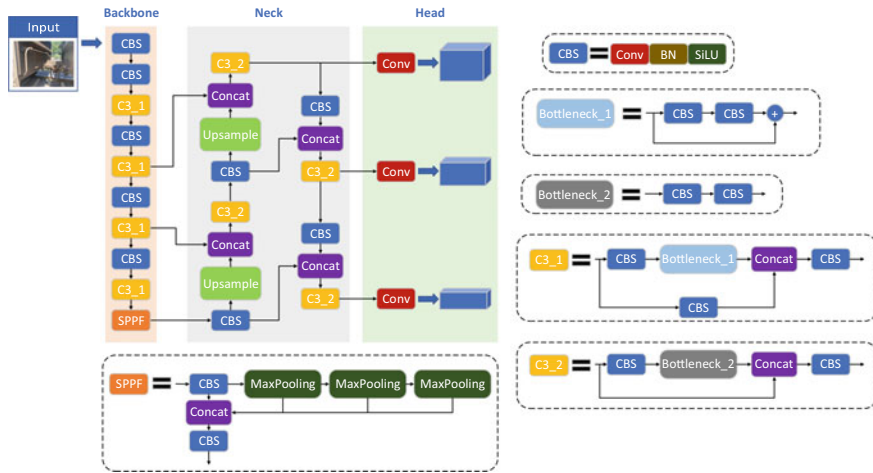 Backbone
Neck
Head
Input
CBS
CBS
C3_1
CBS
C3_1
CBS
C3_1
CBS
C3_1
SPPF
C3_2
Concat
Upsample
CBS
C3_2
Concat
Upsample
CBS
CBS
Concat
C3_2
CBS
Concat
C3_2
Conv
Conv
Conv
CBS = Conv BN SiLU
Bottleneck_1 = CBS CBS +
Bottleneck_2 = CBS CBS
C3_1 = CBS Bottleneck_1 Concat CBS
CBS
C3_2 = CBS Bottleneck_2 Concat CBS
SPPF = CBS MaxPooling MaxPooling MaxPooling
Concat
CBS